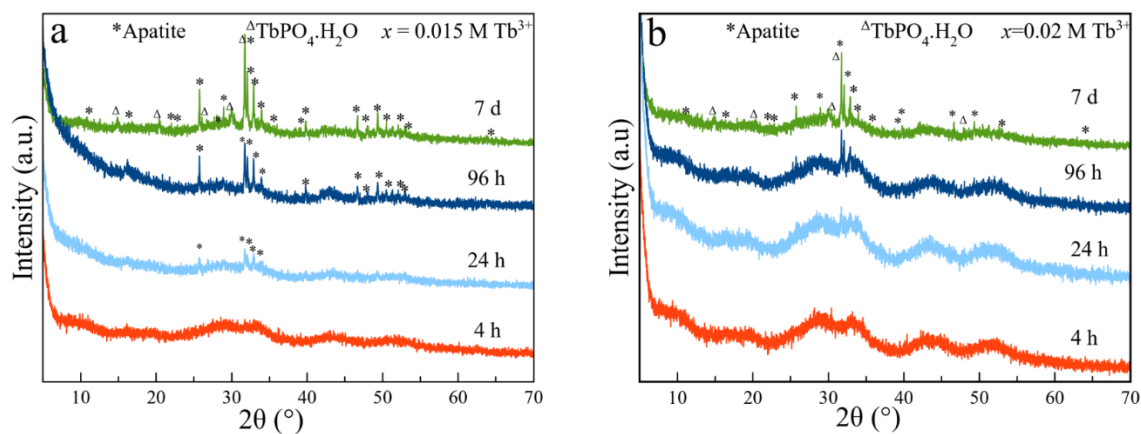 a *Apatite ΔTbPO₄.H₂O x = 0.015 M Tb³⁺
7 d
96 h
24 h
4 h
Intensity (a.u.)
10 20 30 40 50 60 70
2θ (°)
b *Apatite ΔTbPO₄.H₂O x=0.02 M Tb³⁺
7 d
96 h
24 h
4 h
Intensity (a.u.)
10 20 30 40 50 60 70
2θ (°)